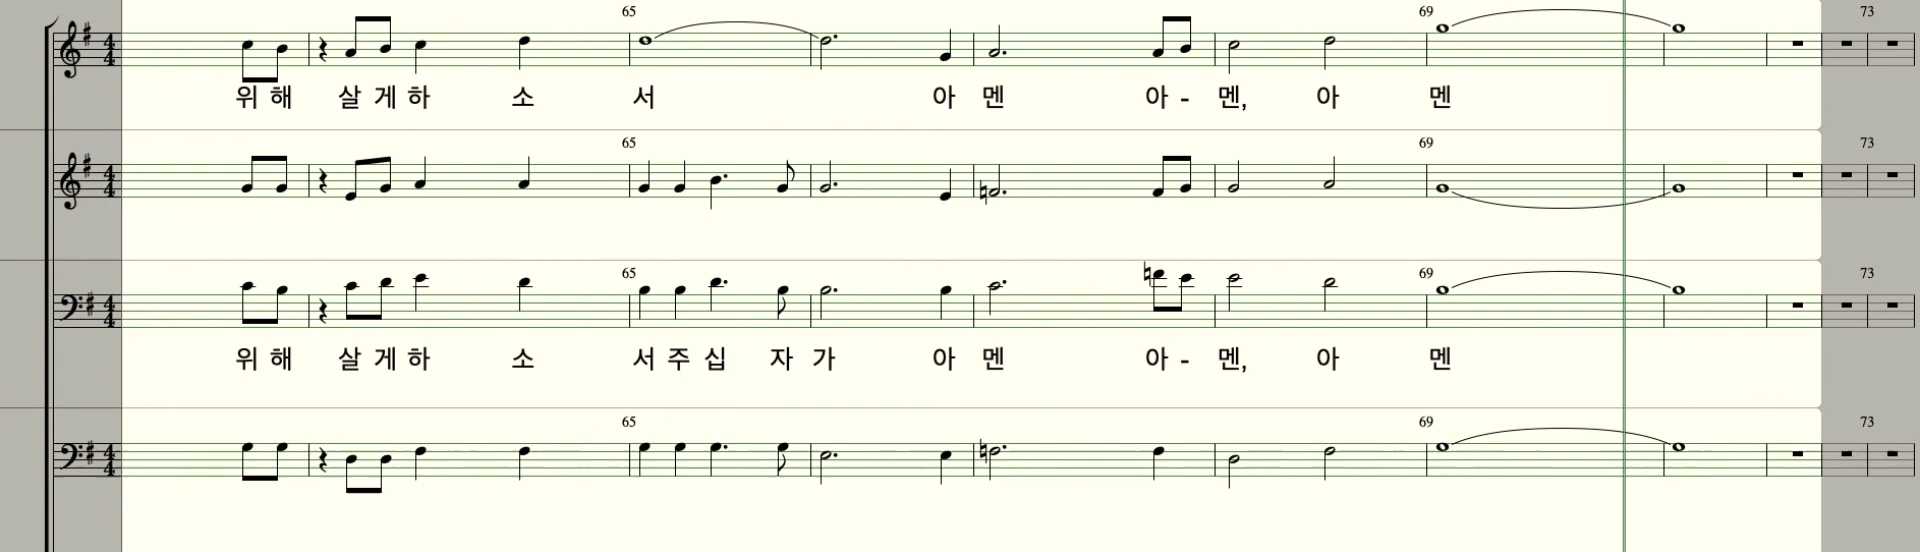 65 69 73
위 해 살 게 하 소 서 아 멘 아 - 멘, 아 멘
65 69 73
65 69 73
위 해 살 게 하 소 서 주 십 자 가 아 멘 아 - 멘, 아 멘
65 69 73